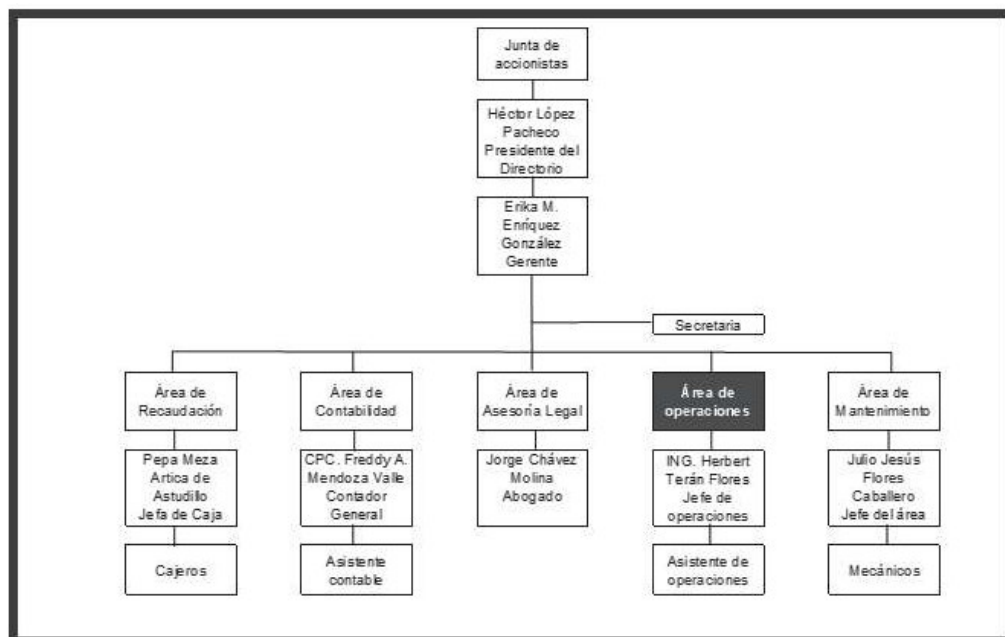 Junta de
accionistas
Héctor López
Pacheco
Presidente del
Directorio
Erika M.
Enríquez
González
Gerente
Secretaria
Área de
Recaudación
Área de
Contabilidad
Área de
Asesoría Legal
Área de
operaciones
Área de
Mantenimiento
Pepa Meza
Artica de
Astudillo
Jefa de Caja
CPC. Freddy A.
Mendoza Valle
Contador
General
Jorge Chávez
Molina
Abogado
ING. Herbert
Terán Flores
Jefe de
operaciones
Julio Jesús
Flores
Caballero
Jefe del área
Cajeros
Asistente
contable
Asistente de
operaciones
Mecánicos